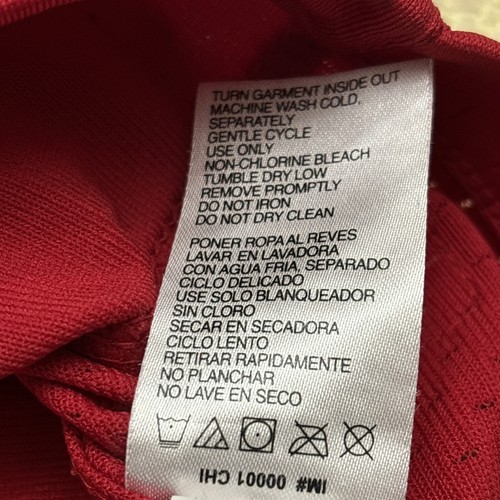 TURN GARMENT INSIDE OUT
MACHINE WASH COLD,
SEPARATELY
GENTLE CYCLE
USE ONLY
NON-CHLORINE BLEACH
TUMBLE DRY LOW
REMOVE PROMPTLY
DO NOT IRON
DO NOT DRY CLEAN
PONER ROPA AL REVES
LAVAR EN LAVADORA
CON AGUA FRIA, SEPARADO
CICLO DELICADO
USE SOLO BLANQUEADOR
SIN CLORO
SECAR EN SECADORA
CICLO LENTO
RETIRAR RAPIDAMENTE
NO PLANCHAR
NO LAVE EN SECO
IM# 00001 CHI